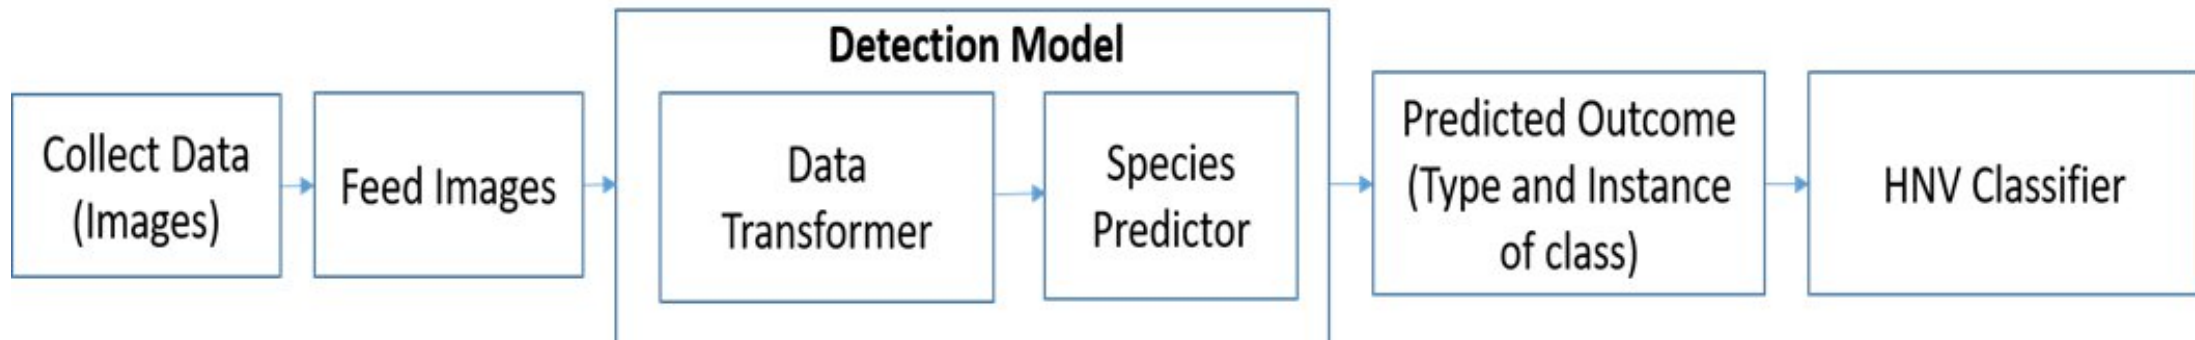 Collect Data
(Images)
Feed Images
Detection Model
Data
Transformer
Species
Predictor
Predicted Outcome
(Type and Instance
of class)
HNV Classifier